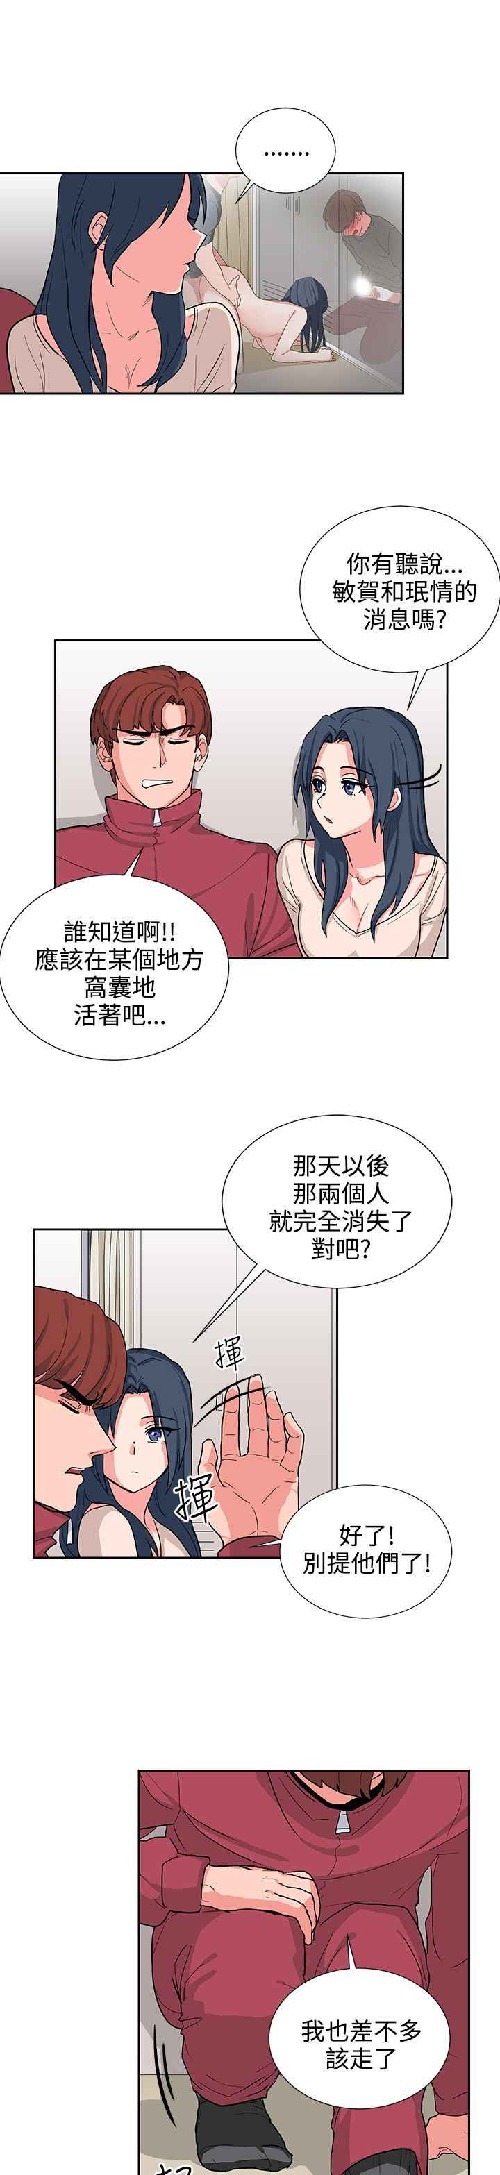 .......
你有聽說...
敏賀和珉情的
消息嗎?
誰知道啊!!
應該在某個地方
窩囊地
活著吧...
那天以後
那兩個人
就完全消失了
對吧?
揮
揮
好了!
別提他們了!
我也差不多
該走了